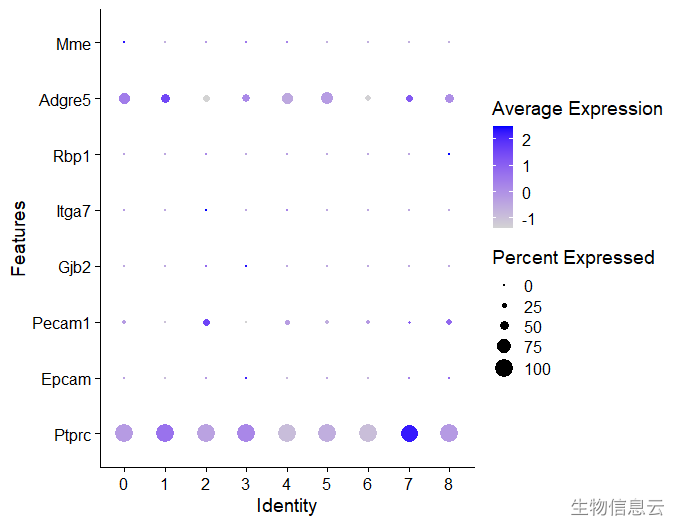 Mme
Adgre5
Rbp1
Itga7
Gjb2
Pecam1
Epcam
Ptprc
Features
0 1 2 3 4 5 6 7 8
Identity
Average Expression
2
1
0
-1
Percent Expressed
0
25
50
75
100
生物信息云